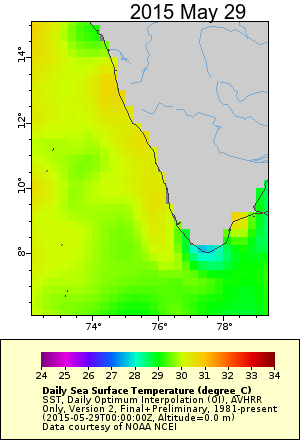 2015 May 29
14°
12°
10°
8°
74° 76° 78°
24 25 26 27 28 29 30 31 32 33 34
Daily Sea Surface Temperature (degree_C)
SST, Daily Optimum Interpolation (OI), AVHRR
Only, Version 2, Final+Preliminary, 1981-present
(2015-05-29T00:00:00Z, Altitude=0.0 m)
Data courtesy of NOAA NCEI